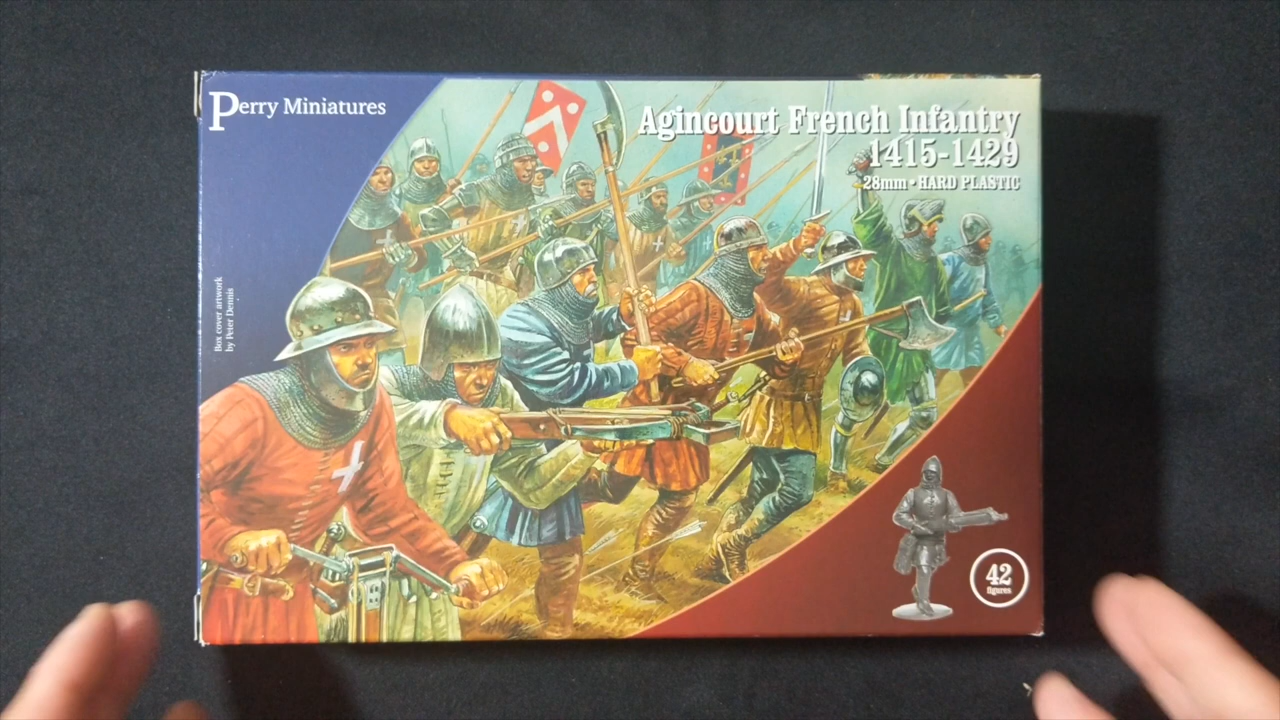 Perry Miniatures
Agincourt French Infantry
1415-1429
28mm • HARD PLASTIC
Box cover artwork
by Peter Dennis
42
figures